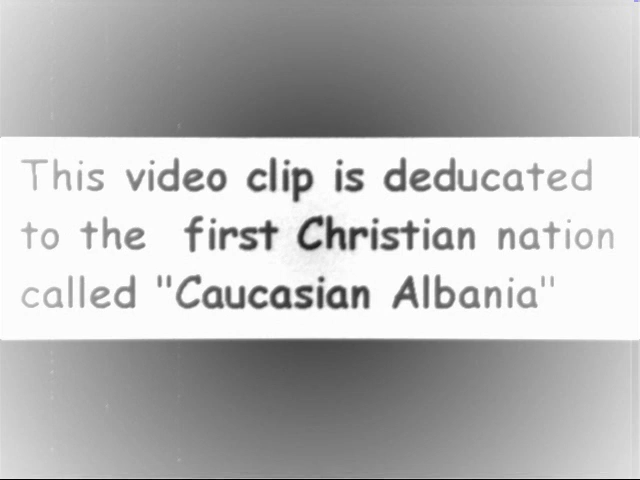 This video clip is deducated
to the first Christian nation
called "Caucasian Albania"